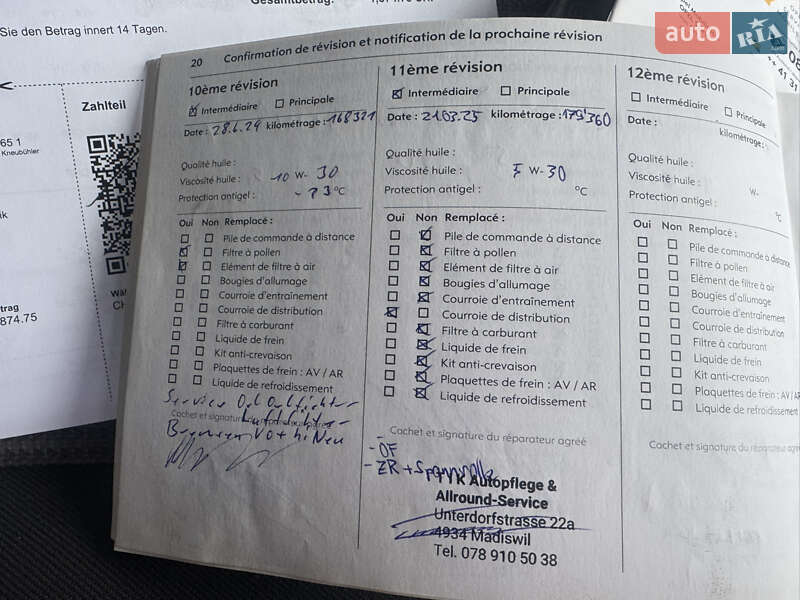 Gesamtbetrag:
Sie den Betrag innert 14 Tagen.
Zahlteil
65 1
Kneubühler
874.75
auto RIA
20 Confirmation de révision et notification de la prochaine révision
10ème révision
Intermédiaire Principale
Date : 28.6.24 kilométrage : 168321
Qualité huile :
Viscosité huile : 10 W- 30
Protection antigel : - 23 °C
Oui Non Remplacé :
Pile de commande à distance
Filtre à pollen
Elément de filtre à air
Bougies d'allumage
Courroie d'entraînement
Courroie de distribution
Filtre à carburant
Liquide de frein
Kit anti-crevaison
Plaquettes de frein : AV / AR
Liquide de refroidissement
Service
Cachet et signature du réparateur agréé
11ème révision
Intermédiaire Principale
Date : 21.03.25 kilométrage : 179'360
Qualité huile :
Viscosité huile : 5 W- 30
Protection antigel : °C
Oui Non Remplacé :
Pile de commande à distance
Filtre à pollen
Elément de filtre à air
Bougies d'allumage
Courroie d'entraînement
Courroie de distribution
Filtre à carburant
Liquide de frein
Kit anti-crevaison
Plaquettes de frein : AV / AR
Liquide de refroidissement
Cachet et signature du réparateur agréé
- ÖF
- ZR + Spannrolle
Autopflege &
Allround-Service
Unterdorfstrasse 22a
4934 Madiswil
Tel. 078 910 50 38
12ème révision
Intermédiaire Principale
Date : kilométrage :
Qualité huile :
Viscosité huile : W-
Protection antigel : °C
Oui Non Remplacé :
Pile de commande à distance
Filtre à pollen
Elément de filtre à air
Bougies d'allumage
Courroie d'entraînement
Courroie de distribution
Filtre à carburant
Liquide de frein
Kit anti-crevaison
Plaquettes de frein : AV / AR
Liquide de refroidissement
Cachet et signature du réparateur agréé